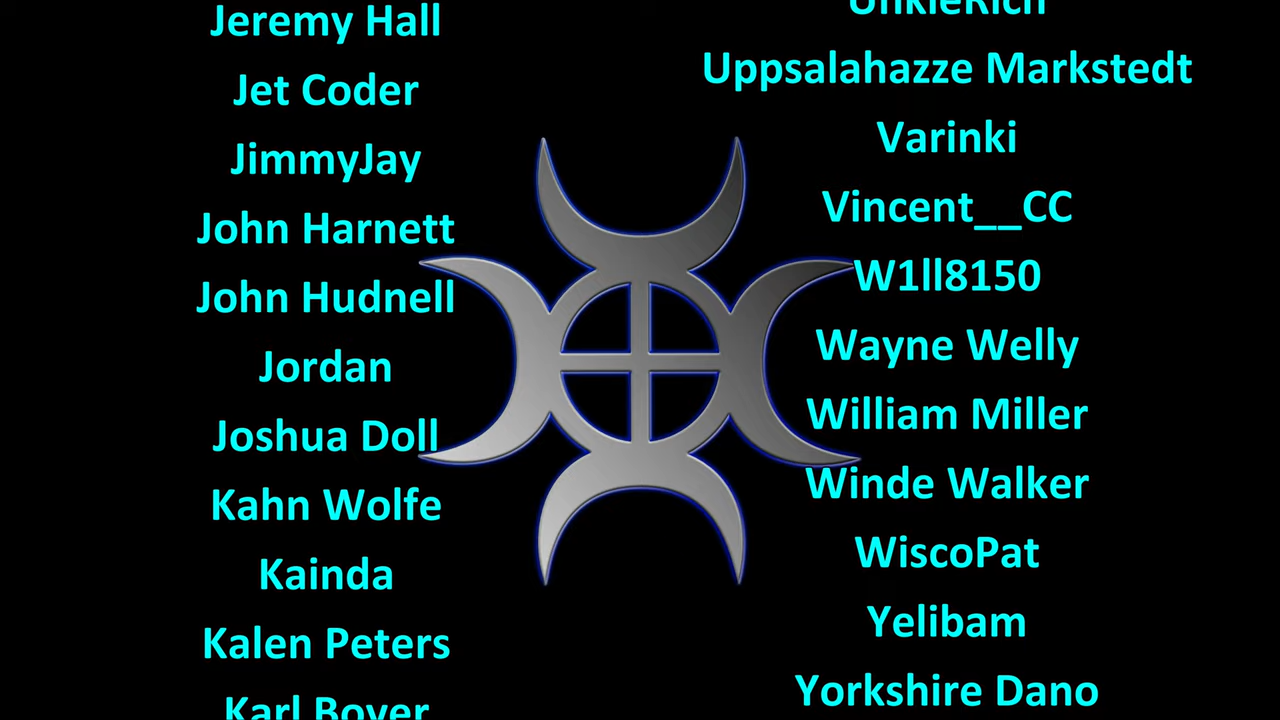 Jeremy Hall
Jet Coder
JimmyJay
John Harnett
John Hudnell
Jordan
Joshua Doll
Kahn Wolfe
Kainda
Kalen Peters
Karl Boyer
UnkleRich
Uppsalahazze Markstedt
Varinki
Vincent__CC
W1ll8150
Wayne Welly
William Miller
Winde Walker
WiscoPat
Yelibam
Yorkshire Dano